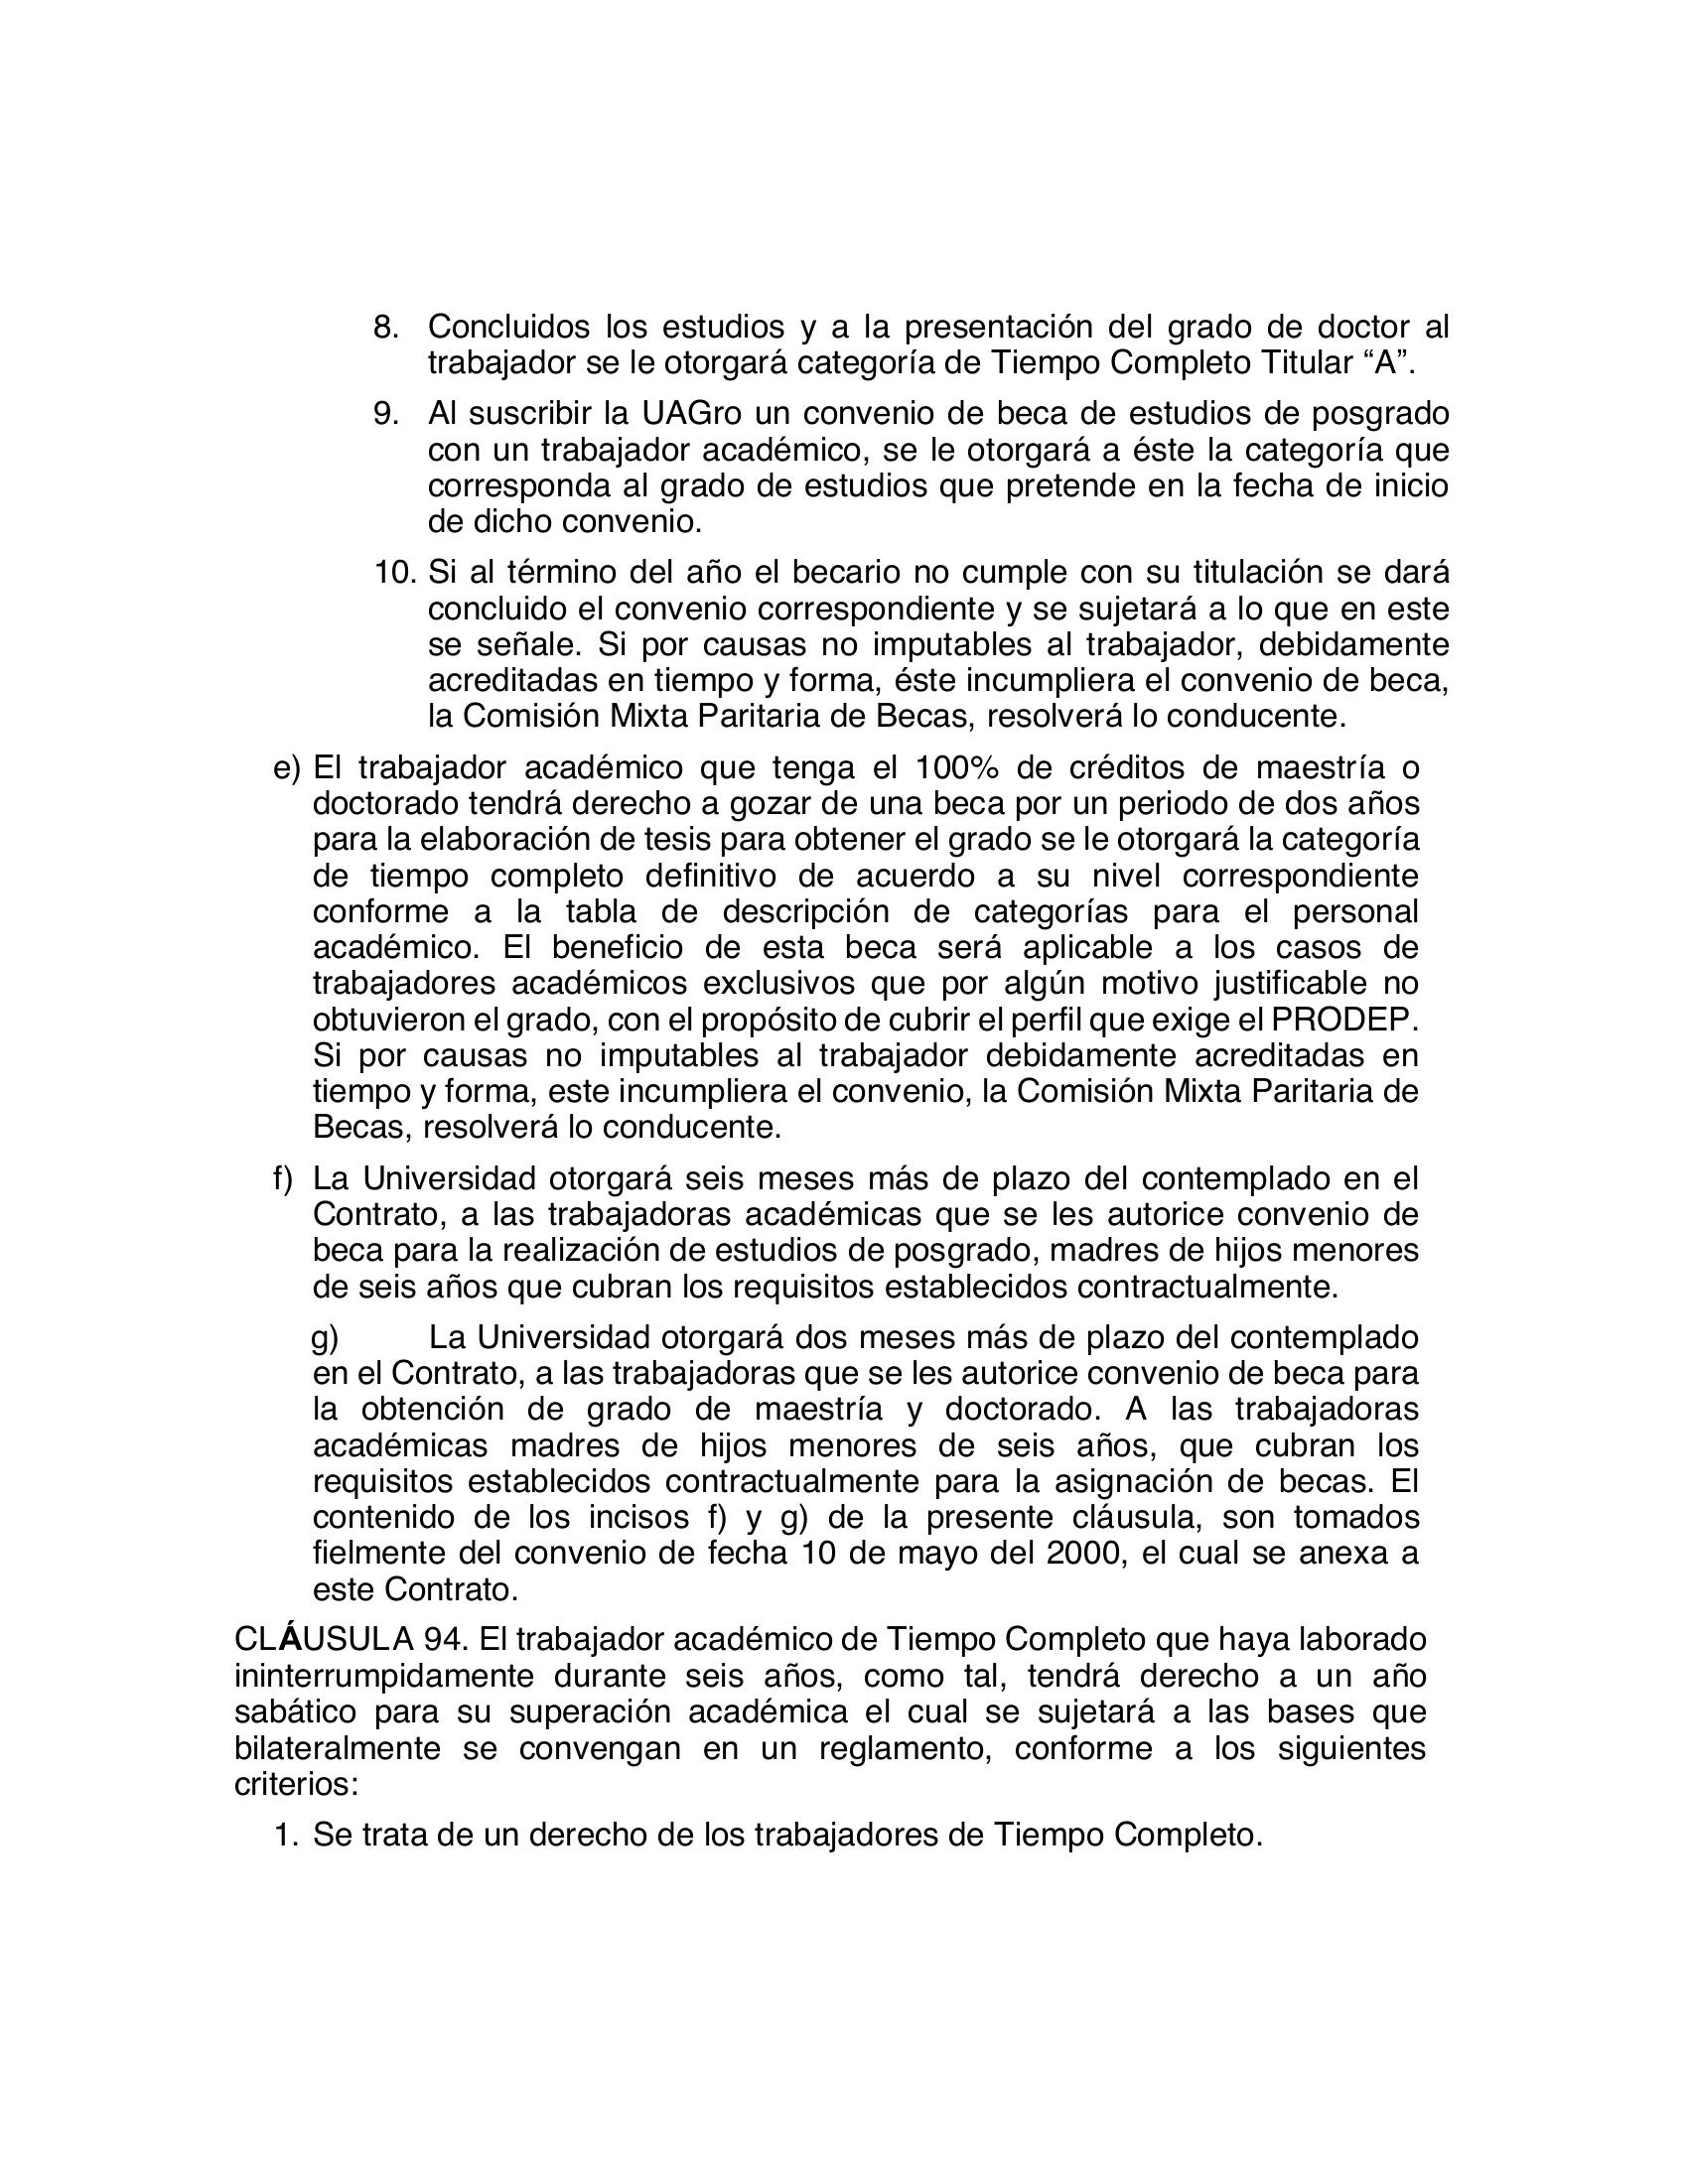 8. Concluidos los estudios y a la presentación del grado de doctor al
trabajador se le otorgará categoría de Tiempo Completo Titular “A”.
9. Al suscribir la UAGro un convenio de beca de estudios de posgrado
con un trabajador académico, se le otorgará a éste la categoría que
corresponda al grado de estudios que pretende en la fecha de inicio
de dicho convenio.
10. Si al término del año el becario no cumple con su titulación se dará
concluido el convenio correspondiente y se sujetará a lo que en este
se señale. Si por causas no imputables al trabajador, debidamente
acreditadas en tiempo y forma, éste incumpliera el convenio de beca,
la Comisión Mixta Paritaria de Becas, resolverá lo conducente.
e) El trabajador académico que tenga el 100% de créditos de maestría o
doctorado tendrá derecho a gozar de una beca por un periodo de dos años
para la elaboración de tesis para obtener el grado se le otorgará la categoría
de tiempo completo definitivo de acuerdo a su nivel correspondiente
conforme a la tabla de descripción de categorías para el personal
académico. El beneficio de esta beca será aplicable a los casos de
trabajadores académicos exclusivos que por algún motivo justificable no
obtuvieron el grado, con el propósito de cubrir el perfil que exige el PRODEP.
Si por causas no imputables al trabajador debidamente acreditadas en
tiempo y forma, este incumpliera el convenio, la Comisión Mixta Paritaria de
Becas, resolverá lo conducente.
f) La Universidad otorgará seis meses más de plazo del contemplado en el
Contrato, a las trabajadoras académicas que se les autorice convenio de
beca para la realización de estudios de posgrado, madres de hijos menores
de seis años que cubran los requisitos establecidos contractualmente.
g) La Universidad otorgará dos meses más de plazo del contemplado
en el Contrato, a las trabajadoras que se les autorice convenio de beca para
la obtención de grado de maestría y doctorado. A las trabajadoras
académicas madres de hijos menores de seis años, que cubran los
requisitos establecidos contractualmente para la asignación de becas. El
contenido de los incisos f) y g) de la presente cláusula, son tomados
fielmente del convenio de fecha 10 de mayo del 2000, el cual se anexa a
este Contrato.
CLÁUSULA 94. El trabajador académico de Tiempo Completo que haya laborado
ininterrumpidamente durante seis años, como tal, tendrá derecho a un año
sabático para su superación académica el cual se sujetará a las bases que
bilateralmente se convengan en un reglamento, conforme a los siguientes
criterios:
1. Se trata de un derecho de los trabajadores de Tiempo Completo.